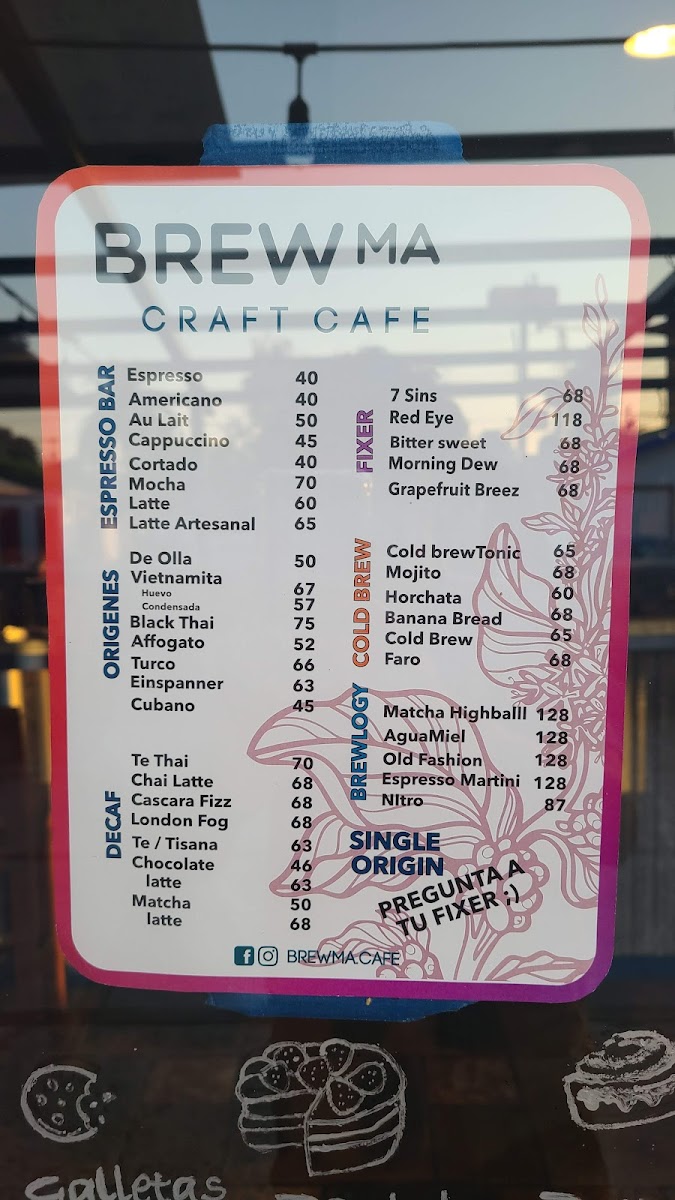 BREW MA
CRAFT CAFE
ESPRESSO BAR
Espresso 40
Americano 40
Au Lait 50
Cappuccino 45
Cortado 40
Mocha 70
Latte 60
Latte Artesanal 65
ORIGENES
De Olla 50
Vietnamita
Huevo 67
Condensada 57
Black Thai 75
Affogato 52
Turco 66
Einspanner 63
Cubano 45
DECAF
Te Thai 70
Chai Latte 68
Cascara Fizz 68
London Fog 68
Te / Tisana 63
Chocolate 46
latte 63
Matcha 50
latte 68
FIXER
7 Sins 68
Red Eye 118
Bitter sweet 68
Morning Dew 68
Grapefruit Breez 68
COLD BREW
Cold brewTonic 65
Mojito 68
Horchata 60
Banana Bread 68
Cold Brew 65
Faro 68
BREWLOGY
Matcha Highballl 128
AguaMiel 128
Old Fashion 128
Espresso Martini 128
NItro 87
SINGLE
ORIGIN
PREGUNTA A
TU FIXER ;)
BREWMA.CAFE
Galletas